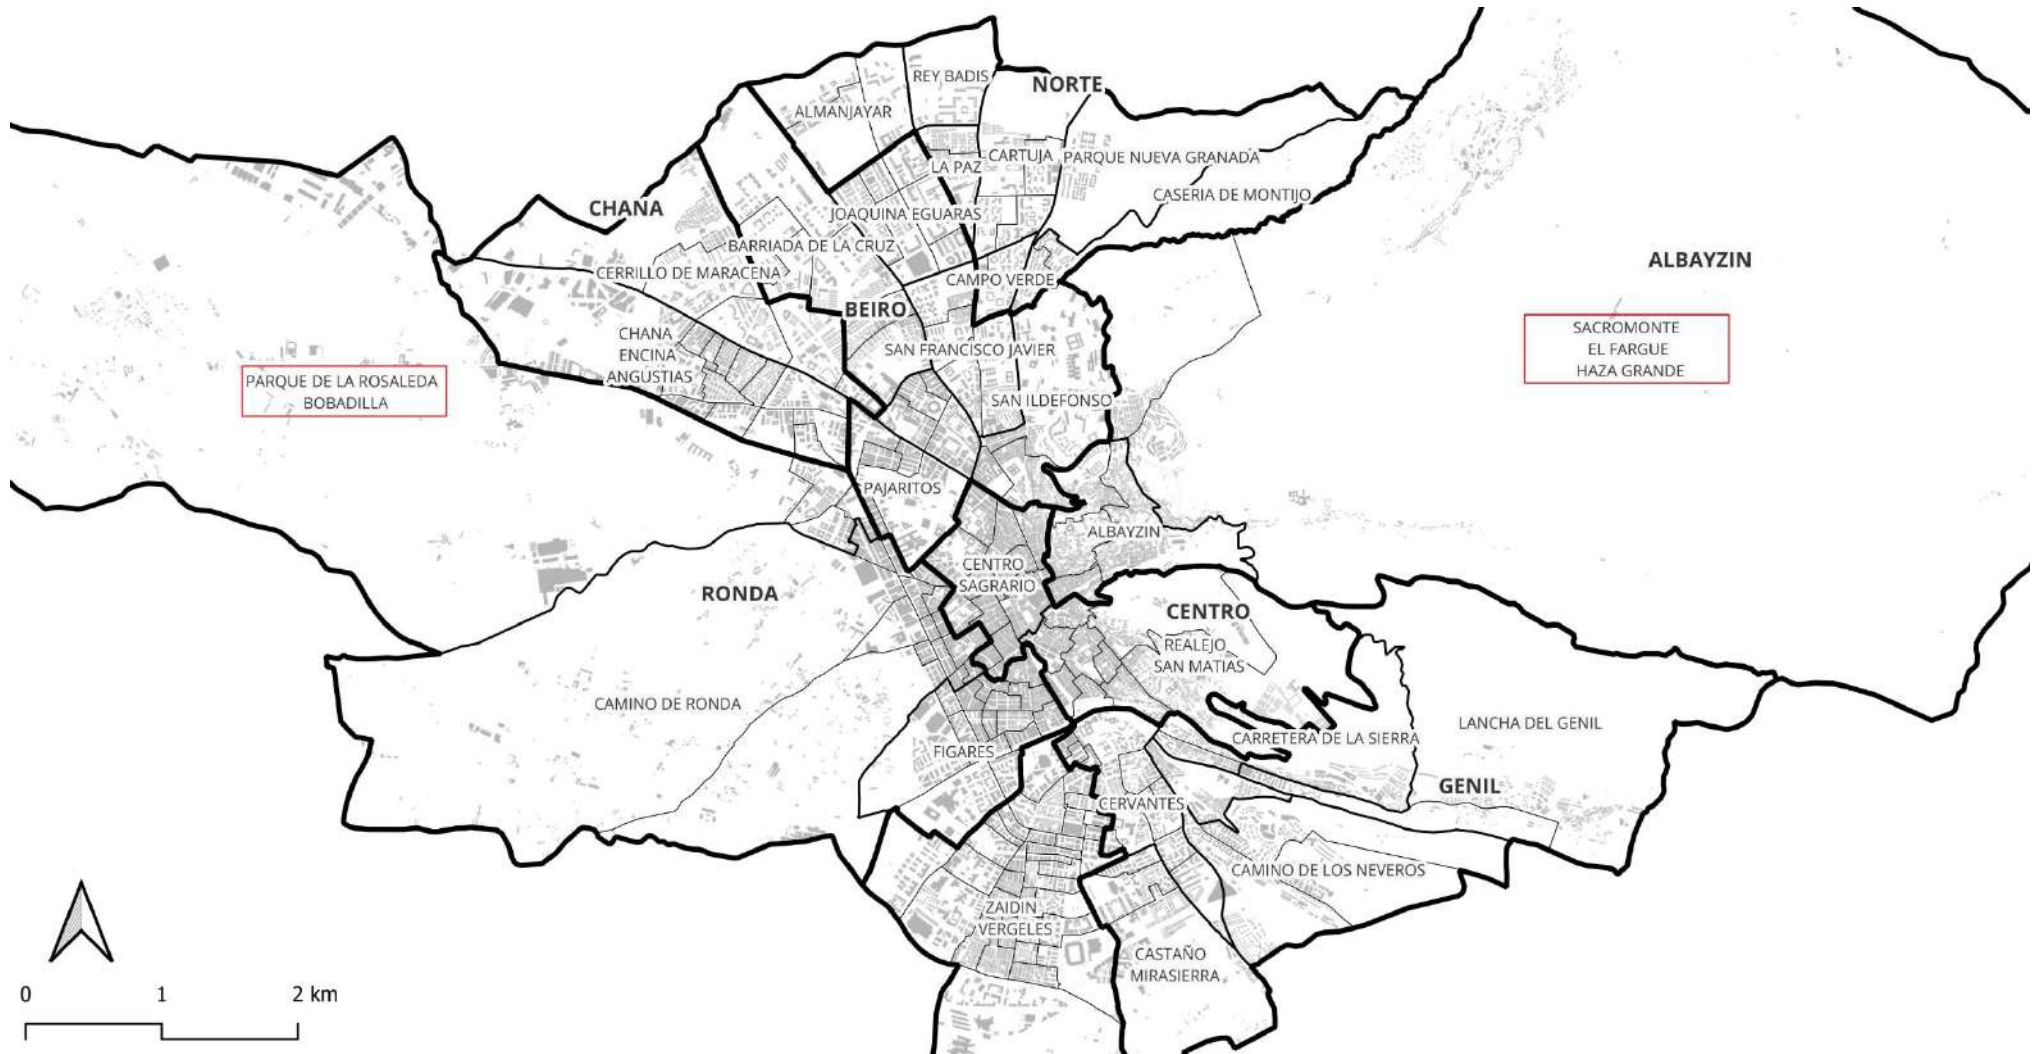 REY BADIS
NORTE
ALMANJAYAR
CARTUJA
PARQUE NUEVA GRANADA
LA PAZ
CASERIA DE MONTIJO
CHANA
JOAQUINA EGUARAS
BARRIADA DE LA CRUZ
ALBAYZIN
CERRILLO DE MARACENA
CAMPO VERDE
BEIRO
SACROMONTE
EL FARGUE
HAZA GRANDE
CHANA
ENCINA
ANGUSTIAS
SAN FRANCISCO JAVIER
PARQUE DE LA ROSALEDA
BOBADILLA
SAN ILDEFONSO
PAJARITOS
ALBAYZIN
CENTRO
SAGRARIO
RONDA
CENTRO
REALEJO
SAN MATIAS
CAMINO DE RONDA
LANCHA DEL GENIL
CARRETERA DE LA SIERRA
FIGARES
GENIL
CERVANTES
CAMINO DE LOS NEVEROS
ZAIDIN
VERGELES
CASTAÑO
MIRASIERRA
0 1 2 km